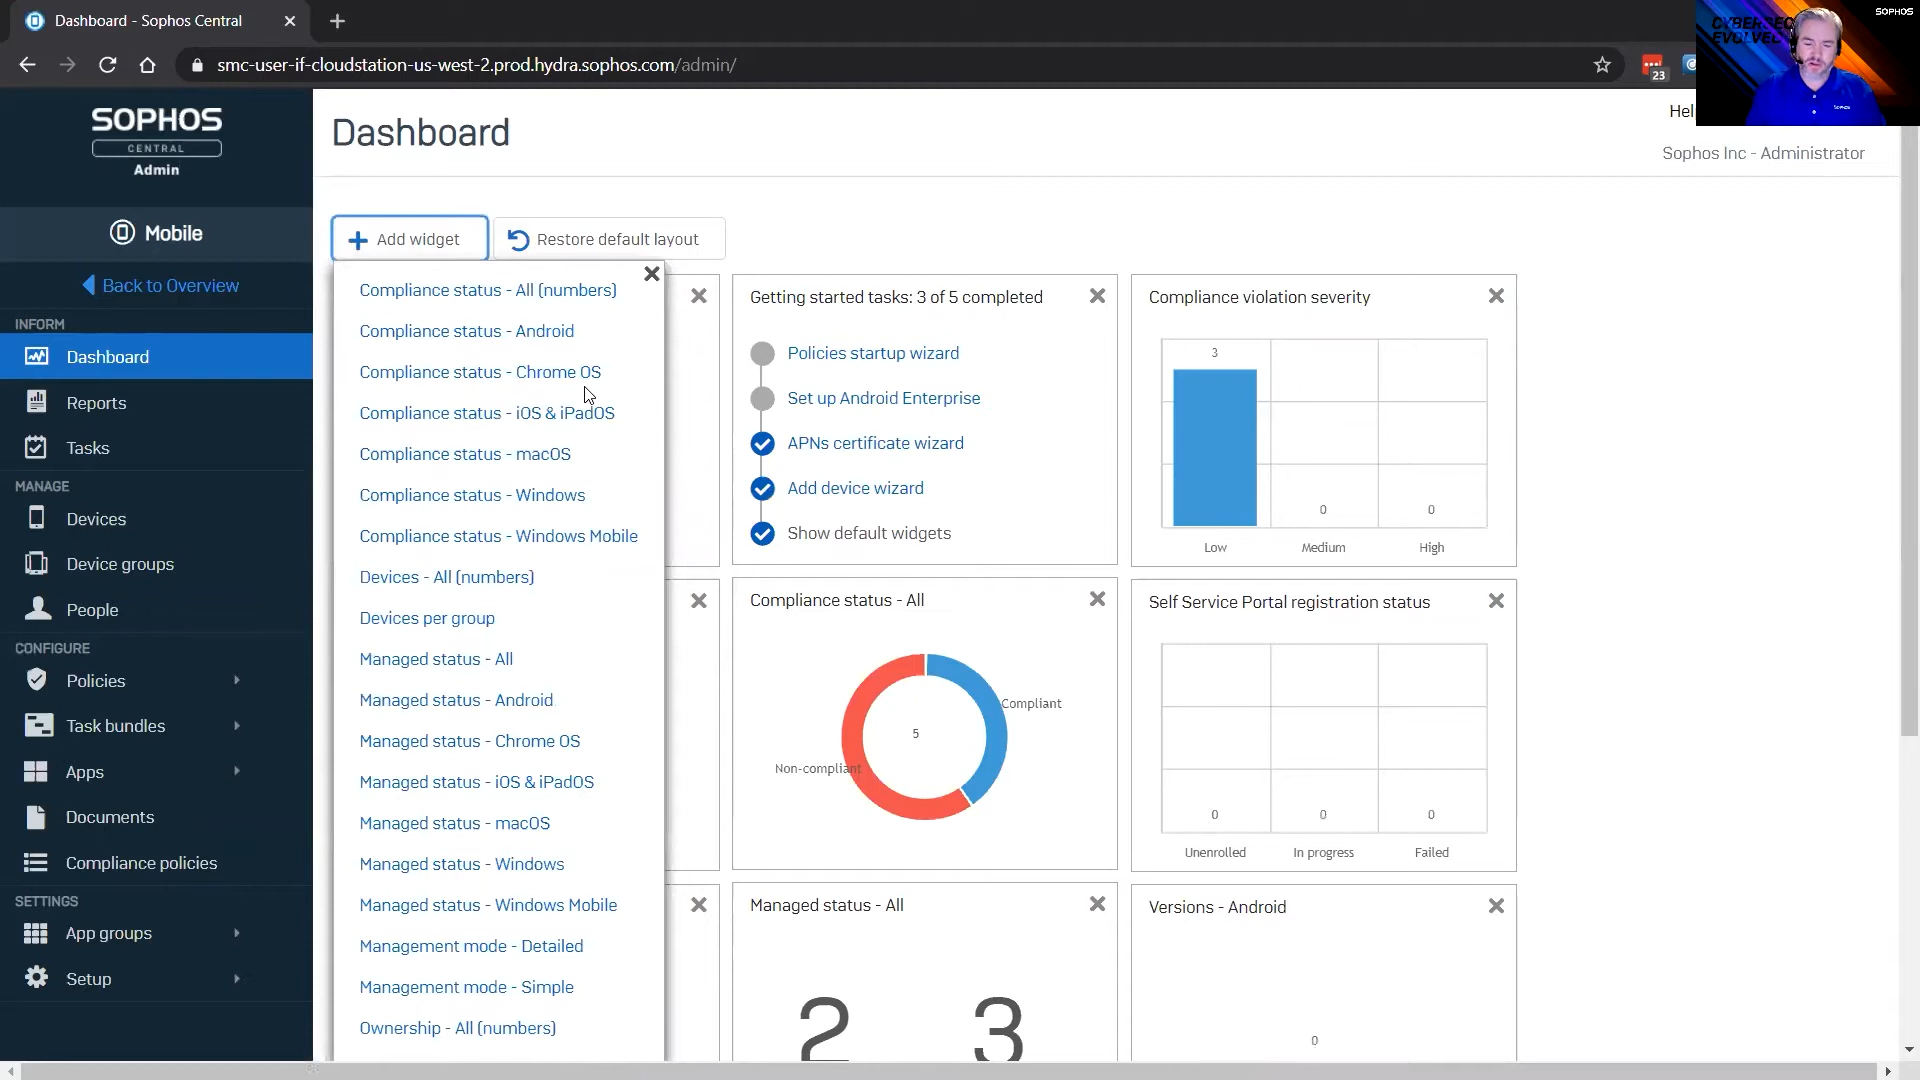 Dashboard - Sophos Central
smc-user-if-cloudstation-us-west-2.prod.hydra.sophos.com/admin/
23
SOPHOS
SOPHOS
CENTRAL
Admin
Mobile
Back to Overview
INFORM
Dashboard
Reports
Tasks
MANAGE
Devices
Device groups
People
CONFIGURE
Policies
Task bundles
Apps
Documents
Compliance policies
SETTINGS
App groups
Setup
Dashboard
Sophos Inc - Administrator
Add widget
Restore default layout
Compliance status - All (numbers)
Compliance status - Android
Compliance status - Chrome OS
Compliance status - iOS & iPadOS
Compliance status - macOS
Compliance status - Windows
Compliance status - Windows Mobile
Devices - All (numbers)
Devices per group
Managed status - All
Managed status - Android
Managed status - Chrome OS
Managed status - iOS & iPadOS
Managed status - macOS
Managed status - Windows
Managed status - Windows Mobile
Management mode - Detailed
Management mode - Simple
Ownership - All (numbers)
Getting started tasks: 3 of 5 completed
Policies startup wizard
Set up Android Enterprise
APNs certificate wizard
Add device wizard
Show default widgets
Compliance violation severity
3
0
0
Low
Medium
High
Compliance status - All
Compliant
5
Non-compliant
Self Service Portal registration status
0
0
0
Unenrolled
In progress
Failed
Managed status - All
2
3
Versions - Android
0